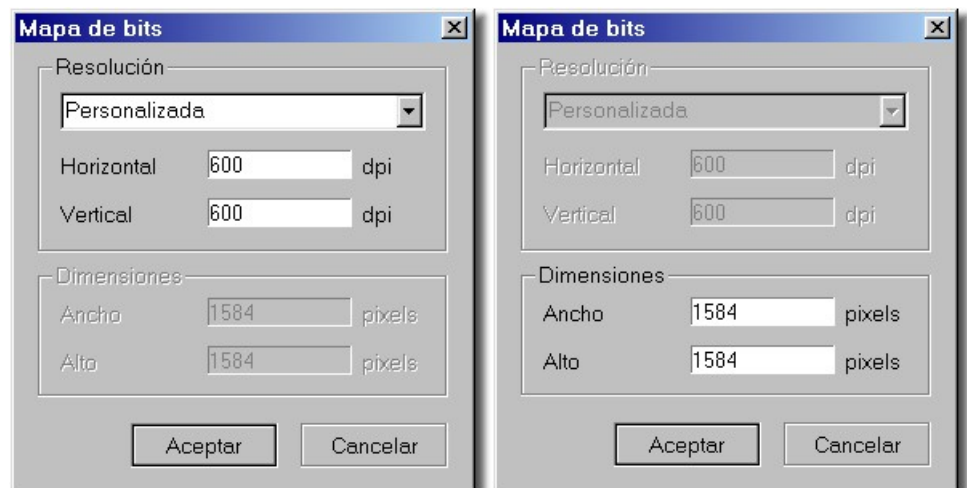 Mapa de bits
Resolución
Personalizada
Horizontal 600 dpi
Vertical 600 dpi
Dimensiones
Ancho 1584 pixels
Alto 1584 pixels
Aceptar Cancelar
Mapa de bits
Resolución
Personalizada
Horizontal 600 dpi
Vertical 600 dpi
Dimensiones
Ancho 1584 pixels
Alto 1584 pixels
Aceptar Cancelar